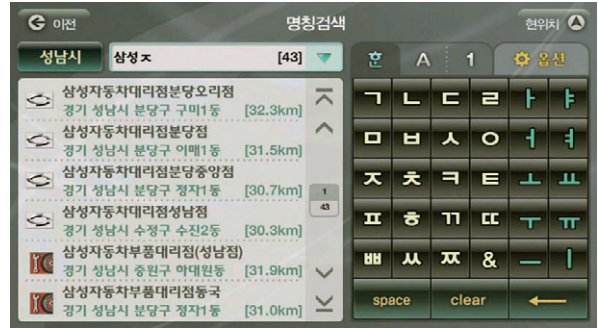 이전
명칭검색
현위치
성남시
삼성ㅈ [43]
삼성자동차대리점분당오리점
경기 성남시 분당구 구미1동 [32.3km]
삼성자동차대리점분당점
경기 성남시 분당구 이매1동 [31.5km]
삼성자동차대리점분당중앙점
경기 성남시 분당구 정자1동 [30.7km]
삼성자동차대리점성남점
경기 성남시 수정구 수진2동 [30.3km]
삼성자동차부품대리점(성남점)
경기 성남시 중원구 하대원동 [31.9km]
삼성자동차부품대리점동국
경기 성남시 분당구 정자1동 [31.0km]
1
43
ᄒᆞᆫ A 1 옵션
ㄱ ㄴ ㄷ ㄹ ㅏ ㅑ
ㅁ ㅂ ㅅ ㅇ ㅓ ㅕ
ㅈ ㅊ ㅋ ㅌ ㅗ ㅛ
ㅍ ㅎ ㄲ ㄸ ㅜ ㅠ
ㅃ ㅆ ㅉ & ㅡ ㅣ
space clear ←